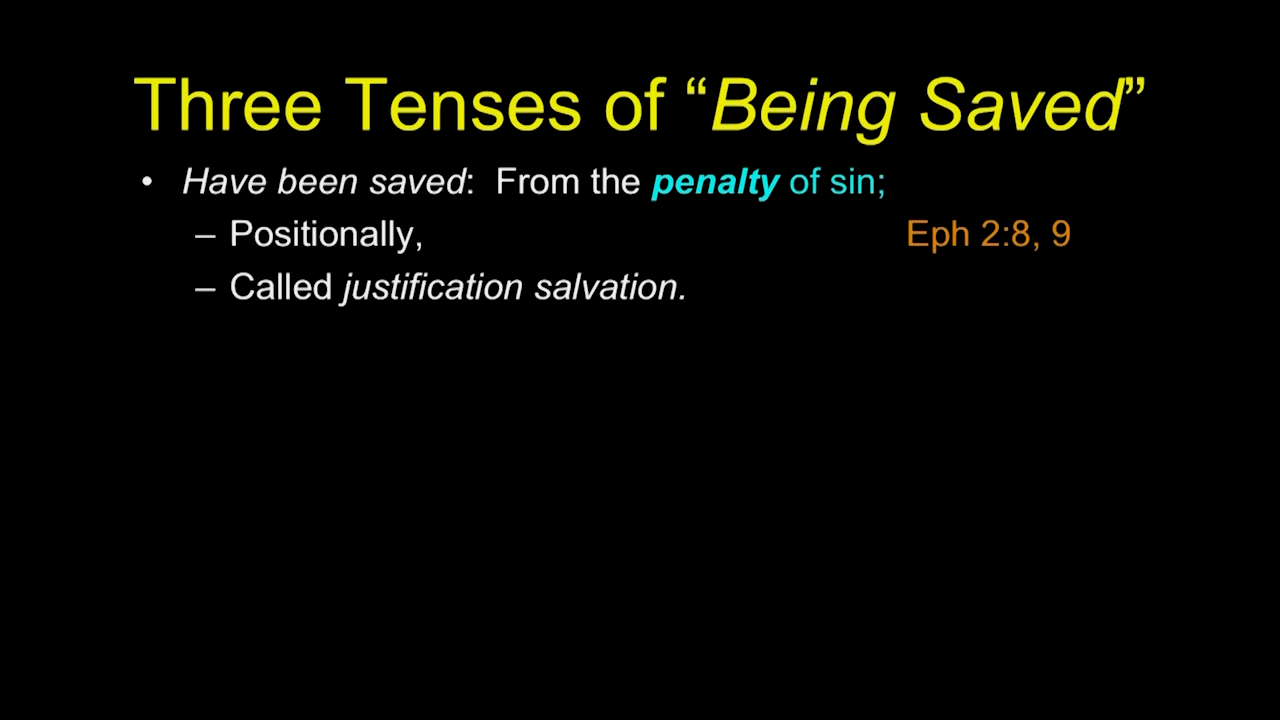 Three Tenses of “Being Saved”
• Have been saved: From the penalty of sin;
– Positionally, Eph 2:8, 9
– Called justification salvation.